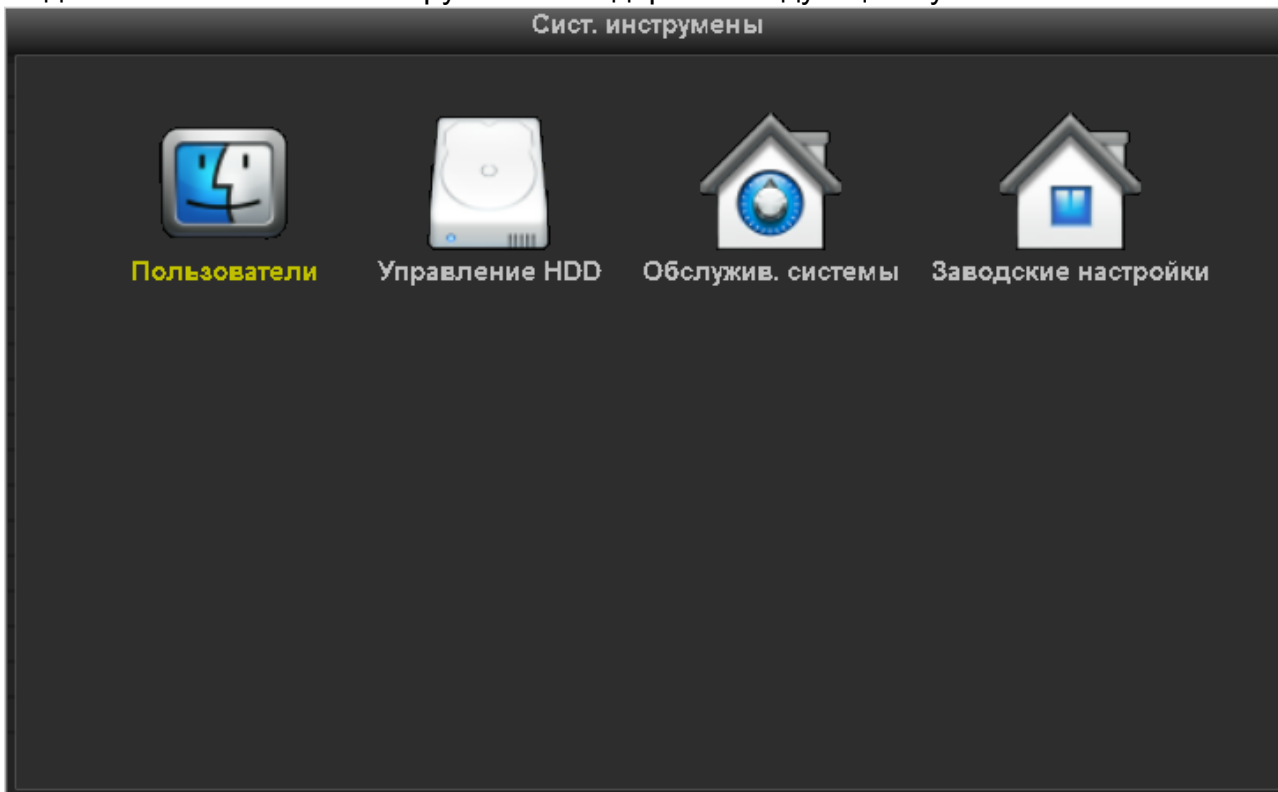 Сист. инструмены
Пользователи
Управление HDD
Обслужив. системы
Заводские настройки